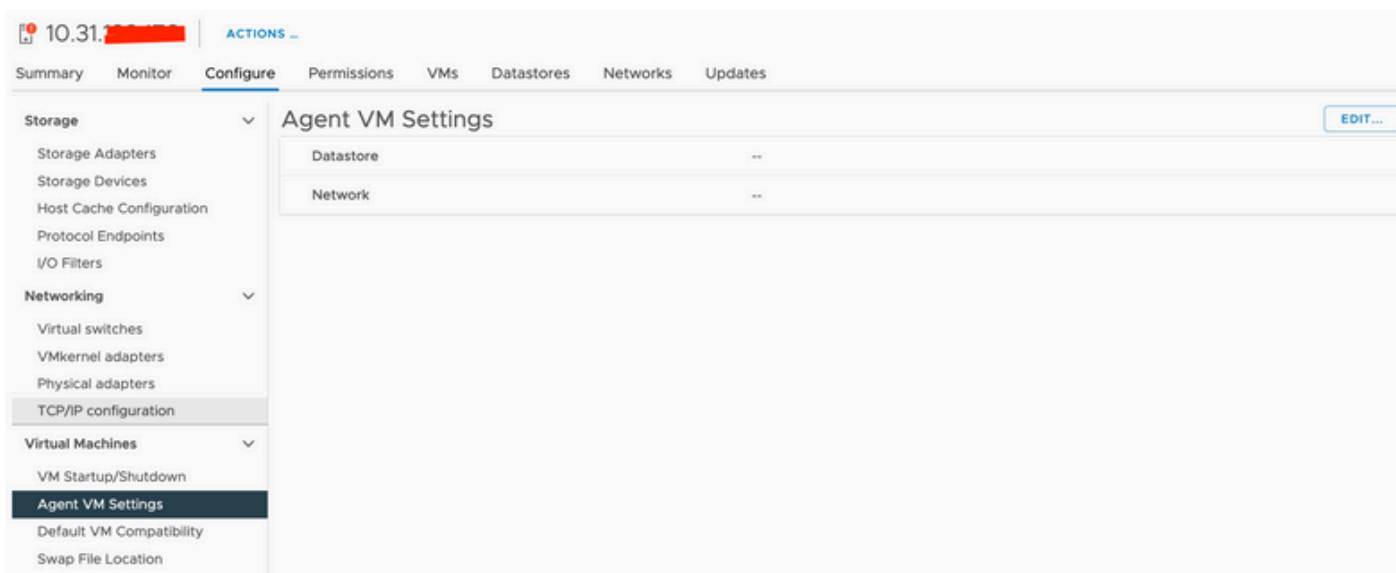 10.31. ACTIONS ...
Summary Monitor Configure Permissions VMs Datastores Networks Updates
Storage
Storage Adapters
Storage Devices
Host Cache Configuration
Protocol Endpoints
I/O Filters
Networking
Virtual switches
VMkernel adapters
Physical adapters
TCP/IP configuration
Virtual Machines
VM Startup/Shutdown
Agent VM Settings
Default VM Compatibility
Swap File Location
Agent VM Settings EDIT...
Datastore --
Network --